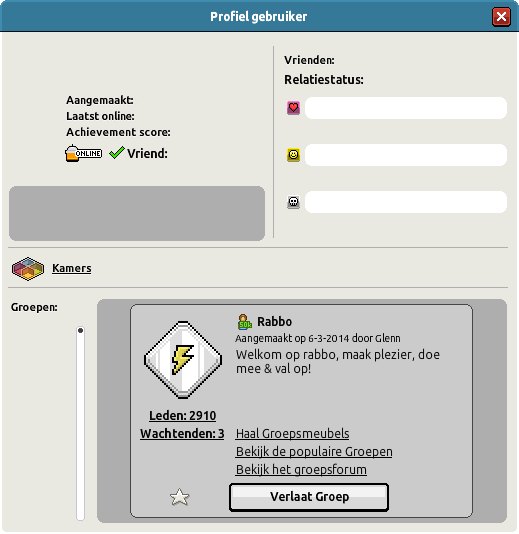 Profiel gebruiker
Aangemaakt:
Laatst online:
Achievement score:
ONLINE
Vriend:
Vrienden:
Relatiestatus:
Kamers
Groepen:
Rabbo
Aangemaakt op 6-3-2014 door Glenn
Welkom op rabbo, maak plezier, doe
mee & val op!
Leden: 2910
Wachtenden: 3
Haal Groepsmeubels
Bekijk de populaire Groepen
Bekijk het groepsforum
Verlaat Groep